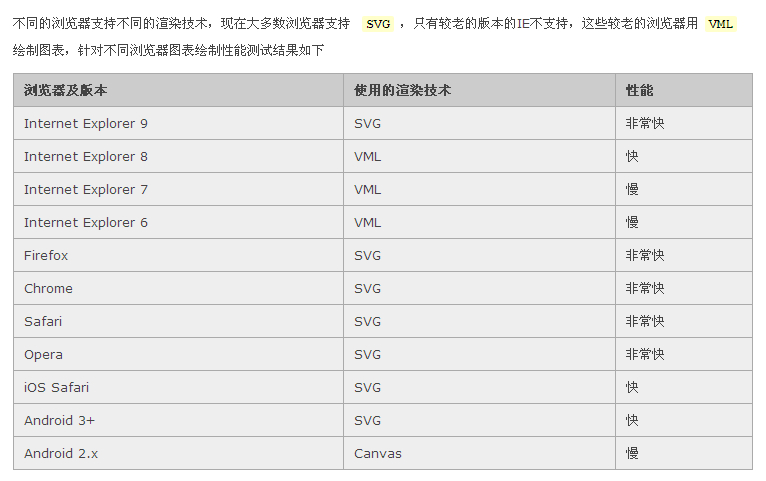 不同的浏览器支持不同的渲染技术，现在大多数浏览器支持 SVG ，只有较老的版本的IE不支持，这些较老的浏览器用 VML
绘制图表，针对不同浏览器图表绘制性能测试结果如下
浏览器及版本 使用的渲染技术 性能
Internet Explorer 9 SVG 非常快
Internet Explorer 8 VML 快
Internet Explorer 7 VML 慢
Internet Explorer 6 VML 慢
Firefox SVG 非常快
Chrome SVG 非常快
Safari SVG 非常快
Opera SVG 非常快
iOS Safari SVG 快
Android 3+ SVG 快
Android 2.x Canvas 慢